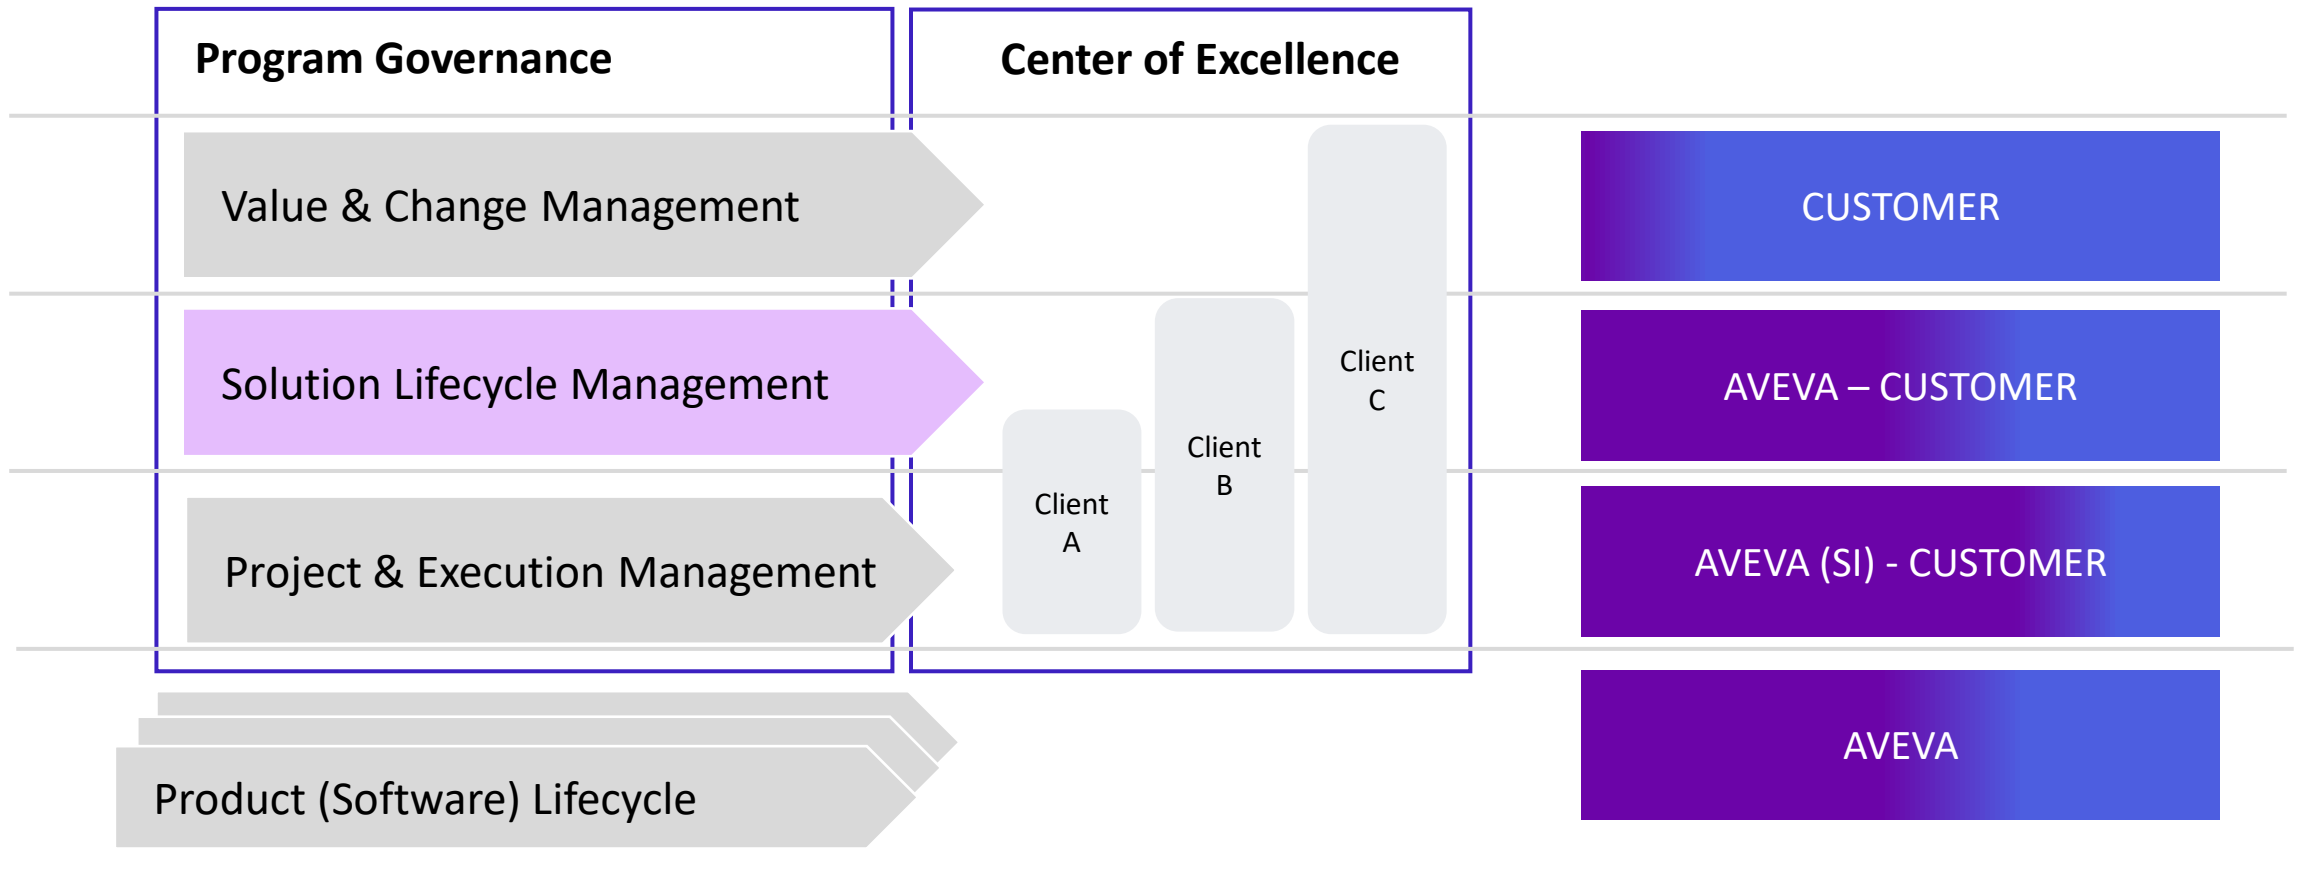 Program Governance
Center of Excellence
Value & Change Management
CUSTOMER
Solution Lifecycle Management
AVEVA – CUSTOMER
Client
C
Client
B
Client
A
Project & Execution Management
AVEVA (SI) - CUSTOMER
Product (Software) Lifecycle
AVEVA